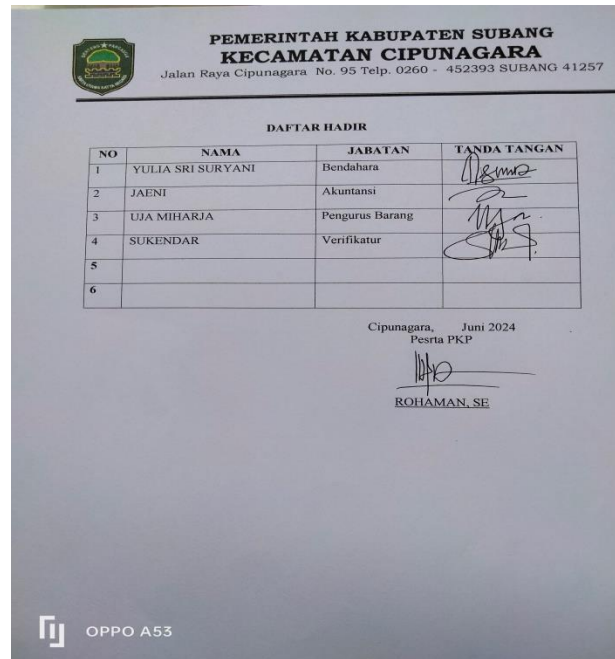 PEMERINTAH KABUPATEN SUBANG
KECAMATAN CIPUNAGARA
Jalan Raya Cipunagara No. 95 Telp. 0260 - 452393 SUBANG 41257
DAFTAR HADIR
NO NAMA JABATAN TANDA TANGAN
1 YULIA SRI SURYANI Bendahara
2 JAENI Akuntansi
3 UJA MIHARJA Pengurus Barang
4 SUKENDAR Verifikatur
5
6
Cipunagara, Juni 2024
Pesrta PKP
ROHAMAN, SE
OPPO A53